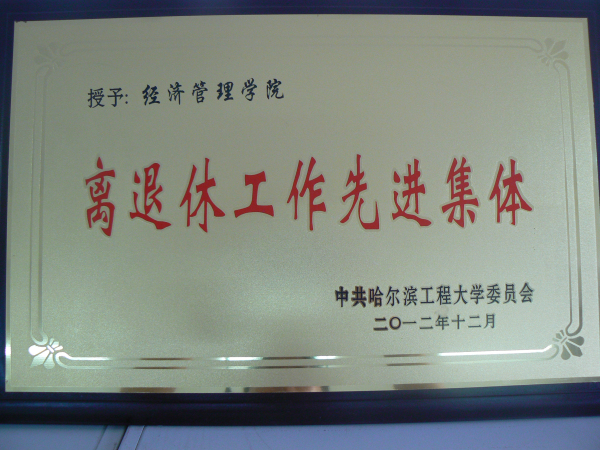 授予: 经济管理学院
离退休工作先进集体
中共哈尔滨工程大学委员会
二〇一二年十二月